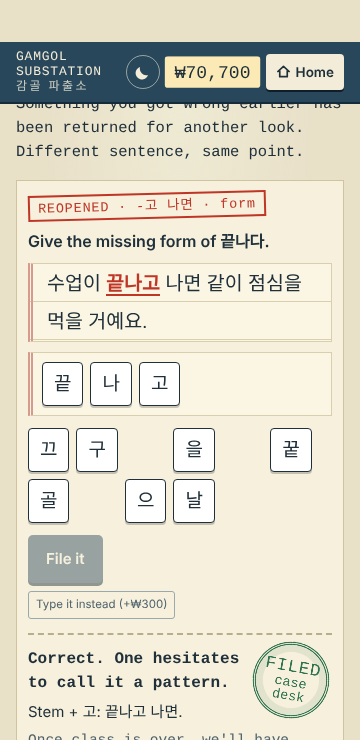 GAMGOL
SUBSTATION
감골 파출소
₩70,700
Home
Something you got wrong earlier has
been returned for another look.
Different sentence, same point.
REOPENED · -고 나면 · form
Give the missing form of 끝나다.
수업이 끝나고 나면 같이 점심을
먹을 거예요.
끝 나 고
끄 구 을 끝
골 으 날
File it
Type it instead (+₩300)
Correct. One hesitates
to call it a pattern.
FILED
case
desk
Stem + 고: 끝나고 나면.
Once class is over, we'll have